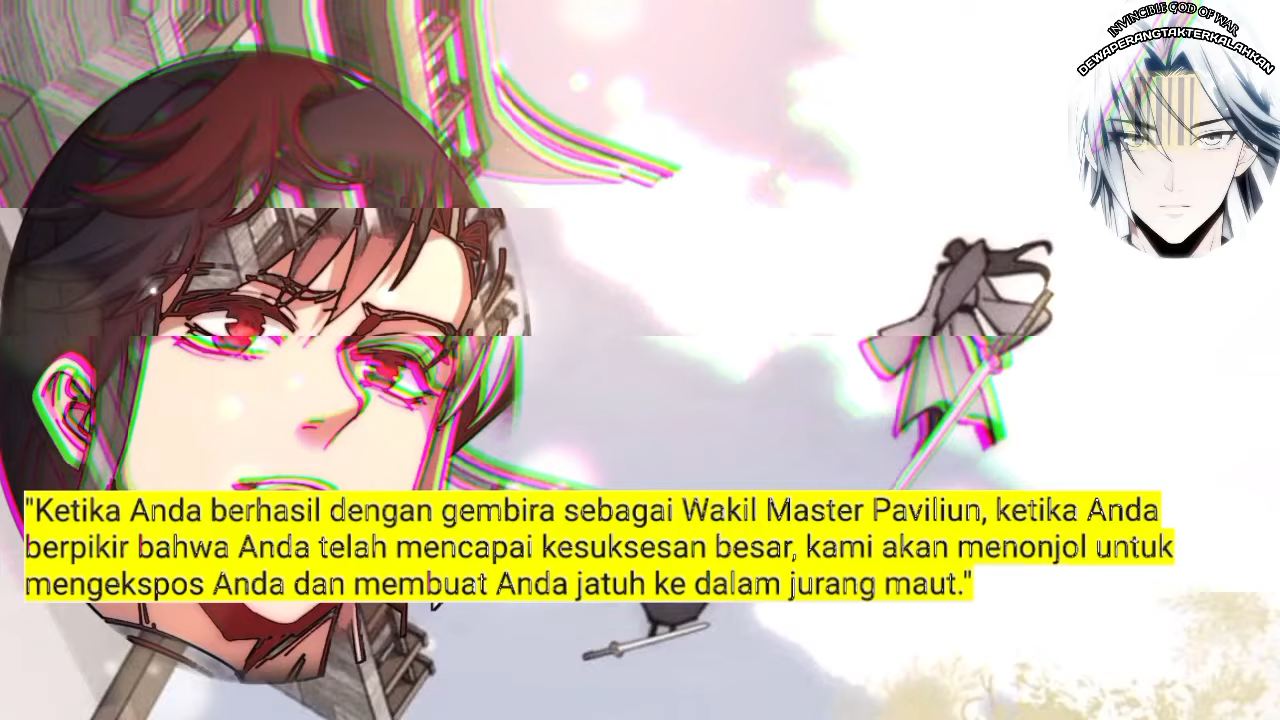 INVINCIBLE GOD OF WAR
DEWAPERANGTAKTERKALAHKAN
"Ketika Anda berhasil dengan gembira sebagai Wakil Master Paviliun, ketika Anda
berpikir bahwa Anda telah mencapai kesuksesan besar, kami akan menonjol untuk
mengekspos Anda dan membuat Anda jatuh ke dalam jurang maut."